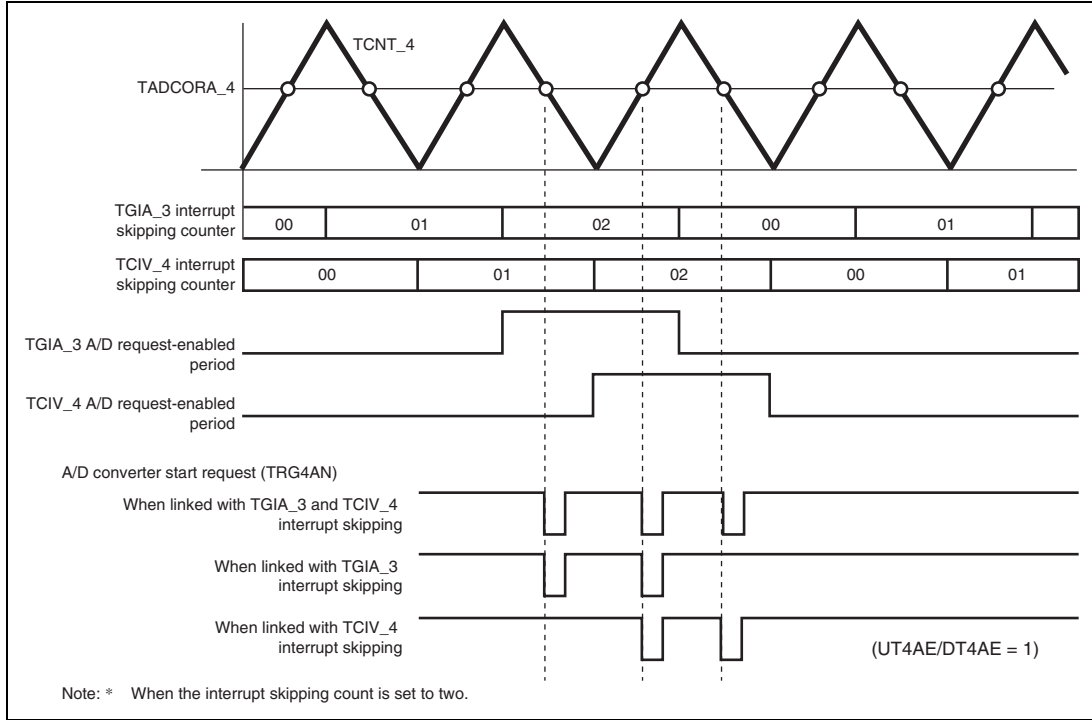 TCNT_4
TADCORA_4
TGIA_3 interrupt
skipping counter
00 01 02 00 01
TCIV_4 interrupt
skipping counter
00 01 02 00 01
TGIA_3 A/D request-enabled
period
TCIV_4 A/D request-enabled
period
A/D converter start request (TRG4AN)
When linked with TGIA_3 and TCIV_4
interrupt skipping
When linked with TGIA_3
interrupt skipping
When linked with TCIV_4
interrupt skipping
(UT4AE/DT4AE = 1)
Note: * When the interrupt skipping count is set to two.